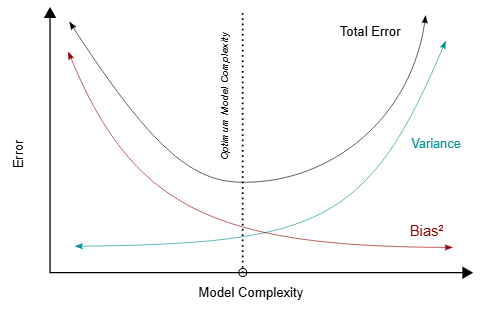 Total Error
Optimum Model Complexity
Error
Variance
Bias²
Model Complexity